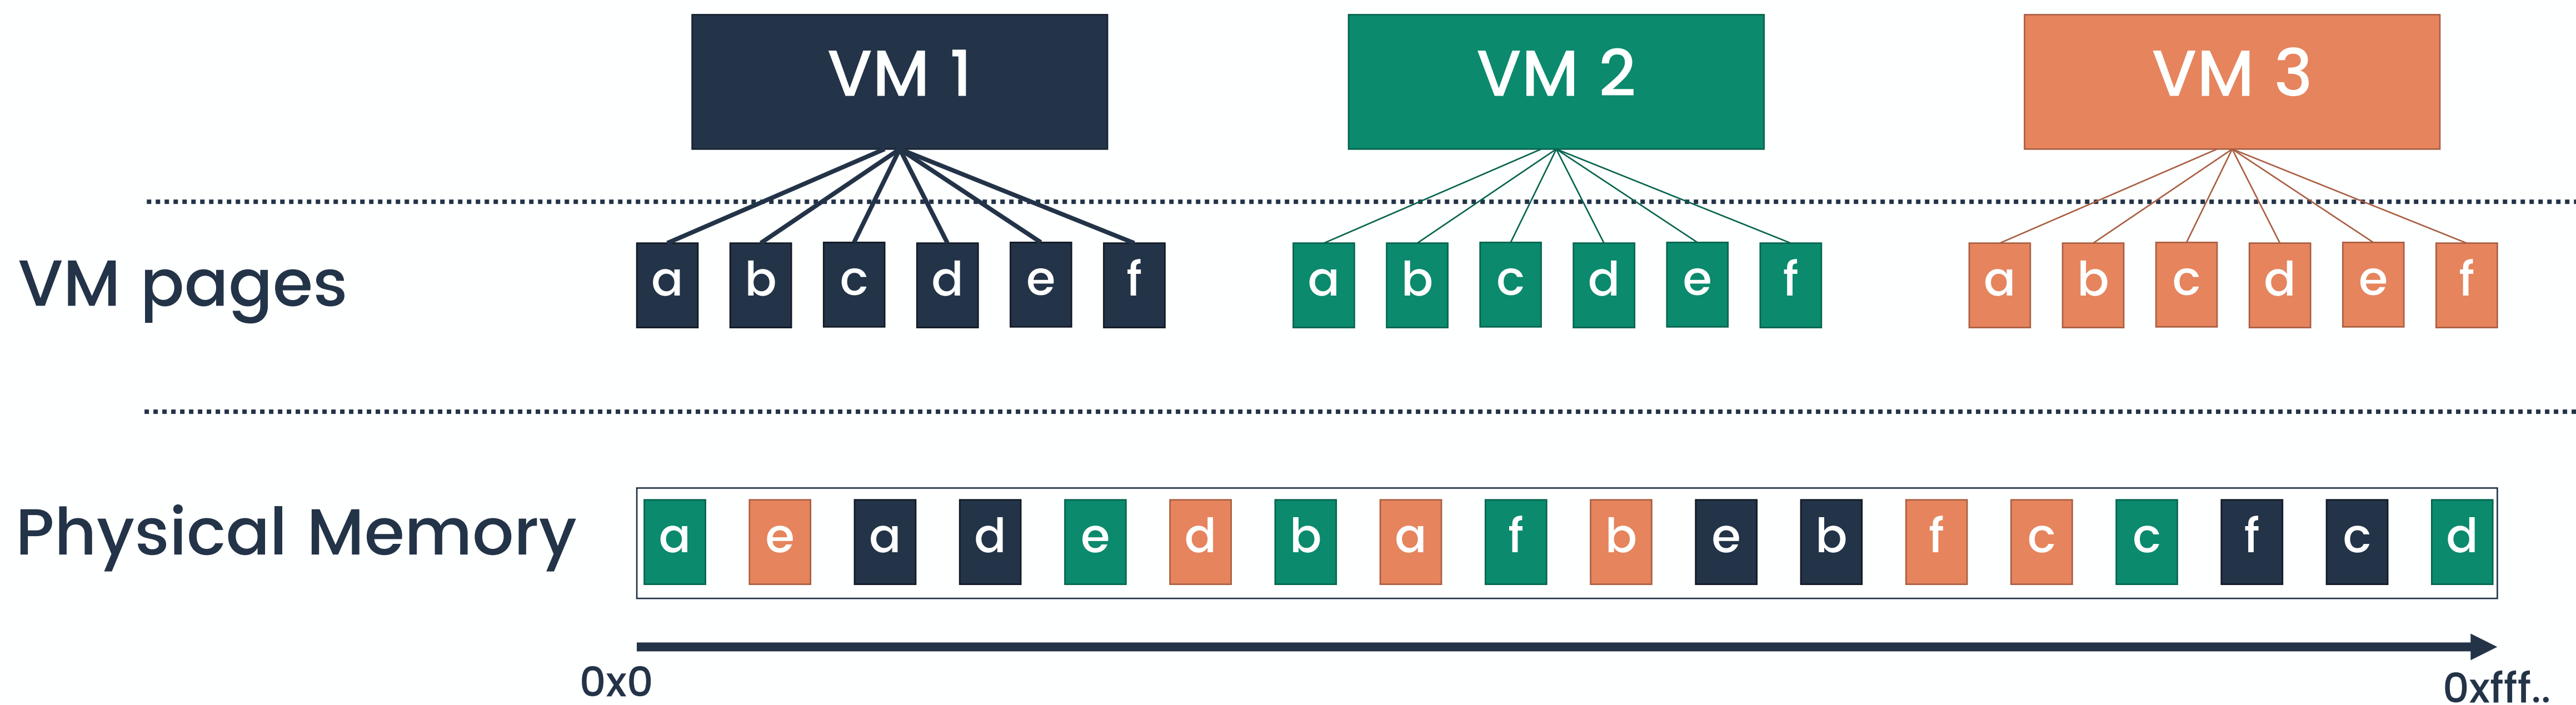 VM 1 VM 2 VM 3
VM pages a b c d e f a b c d e f a b c d e f
Physical Memory a e a d e d b a f b e b f c c f c d
0x0 0xfff..